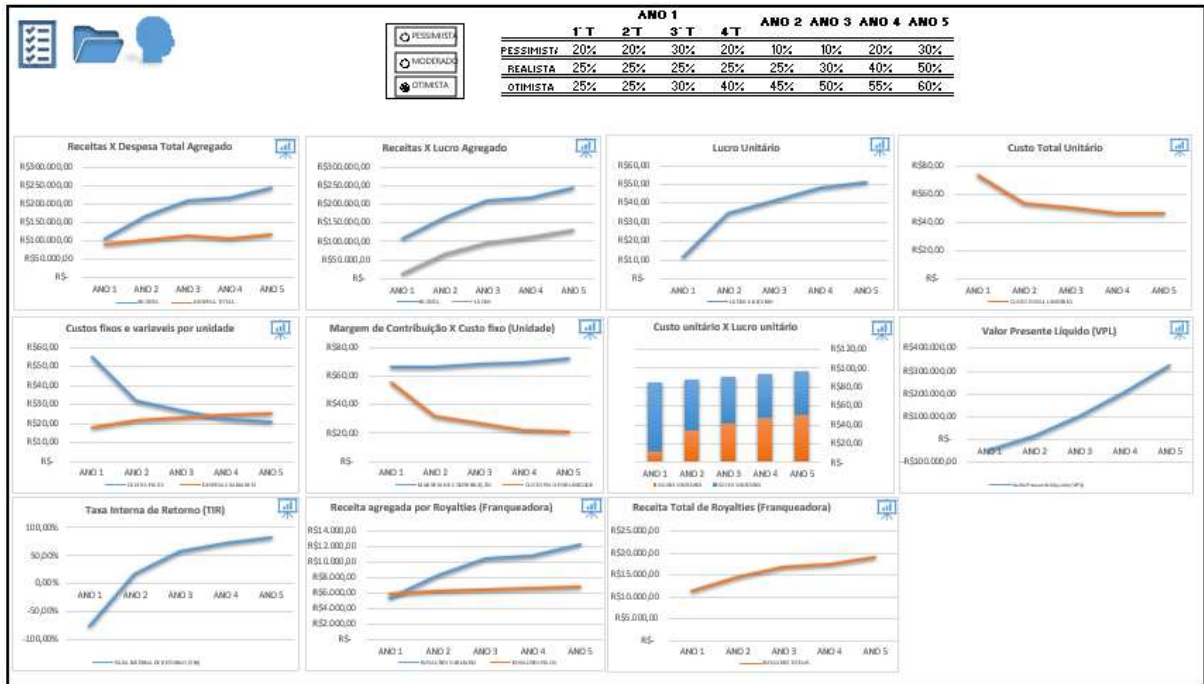 PESSIMISTA
MODERADO
OTIMISTA
ANO 1
ANO 2 ANO 3 ANO 4 ANO 5
1°T 2°T 3°T 4°T
PESSIMISTA 20% 20% 30% 20% 10% 10% 20% 30%
REALISTA 25% 25% 25% 25% 25% 30% 40% 50%
OTIMISTA 25% 25% 30% 40% 45% 50% 55% 60%
Receitas X Despesa Total Agregado
R$300.000,00
R$250.000,00
R$200.000,00
R$150.000,00
R$100.000,00
R$50.000,00
R$-
ANO 1 ANO 2 ANO 3 ANO 4 ANO 5
DESPESA TOTAL
Receitas X Lucro Agregado
R$300.000,00
R$250.000,00
R$200.000,00
R$150.000,00
R$100.000,00
R$50.000,00
R$-
ANO 1 ANO 2 ANO 3 ANO 4 ANO 5
Lucro Unitário
R$60,00
R$50,00
R$40,00
R$30,00
R$20,00
R$10,00
R$-
ANO 1 ANO 2 ANO 3 ANO 4 ANO 5
Custo Total Unitário
R$80,00
R$60,00
R$40,00
R$20,00
R$-
ANO 1 ANO 2 ANO 3 ANO 4 ANO 5
Custos fixos e variaveis por unidade
R$60,00
R$50,00
R$40,00
R$30,00
R$20,00
R$10,00
R$-
ANO 1 ANO 2 ANO 3 ANO 4 ANO 5
Margem de Contribuição X Custo fixo (Unidade)
R$80,00
R$60,00
R$40,00
R$20,00
R$-
ANO 1 ANO 2 ANO 3 ANO 4 ANO 5
MARGEM DE CONTRIBUIÇÃO
Custo unitário X Lucro unitário
R$120,00
R$100,00
R$80,00
R$60,00
R$40,00
R$20,00
R$-
ANO 1 ANO 2 ANO 3 ANO 4 ANO 5
Valor Presente Líquido (VPL)
R$400.000,00
R$300.000,00
R$200.000,00
R$100.000,00
R$-
-R$100.000,00
ANO 1 ANO 2 ANO 3 ANO 4 ANO 5
Valor Presente Líquido (VPL)
Taxa Interna de Retorno (TIR)
100,00%
50,00%
0,00%
-50,00%
-100,00%
ANO 1 ANO 2 ANO 3 ANO 4 ANO 5
TAXA INTERNA DE RETORNO (TIR)
Receita agregada por Royalties (Franqueadora)
R$14.000,00
R$12.000,00
R$10.000,00
R$8.000,00
R$6.000,00
R$4.000,00
R$2.000,00
R$-
ANO 1 ANO 2 ANO 3 ANO 4 ANO 5
Receita Total de Royalties (Franqueadora)
R$25.000,00
R$20.000,00
R$15.000,00
R$10.000,00
R$5.000,00
R$-
ANO 1 ANO 2 ANO 3 ANO 4 ANO 5